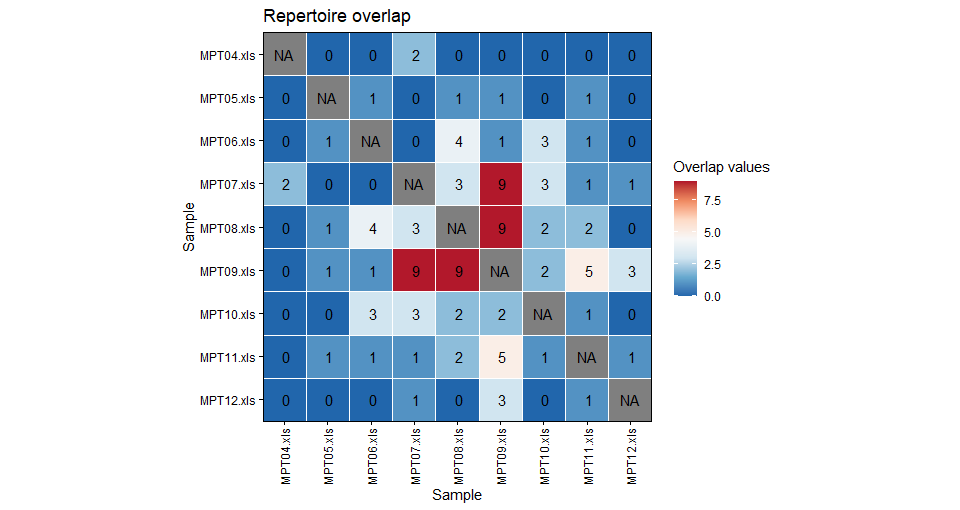 Repertoire overlap
MPT04.xls NA 0 0 2 0 0 0 0 0
MPT05.xls 0 NA 1 0 1 1 0 1 0
MPT06.xls 0 1 NA 0 4 1 3 1 0
MPT07.xls 2 0 0 NA 3 9 3 1 1
MPT08.xls 0 1 4 3 NA 9 2 2 0
MPT09.xls 0 1 1 9 9 NA 2 5 3
MPT10.xls 0 0 3 3 2 2 NA 1 0
MPT11.xls 0 1 1 1 2 5 1 NA 1
MPT12.xls 0 0 0 1 0 3 0 1 NA
Sample
MPT04.xls MPT05.xls MPT06.xls MPT07.xls MPT08.xls MPT09.xls MPT10.xls MPT11.xls MPT12.xls
Sample
Overlap values
7.5
5.0
2.5
0.0